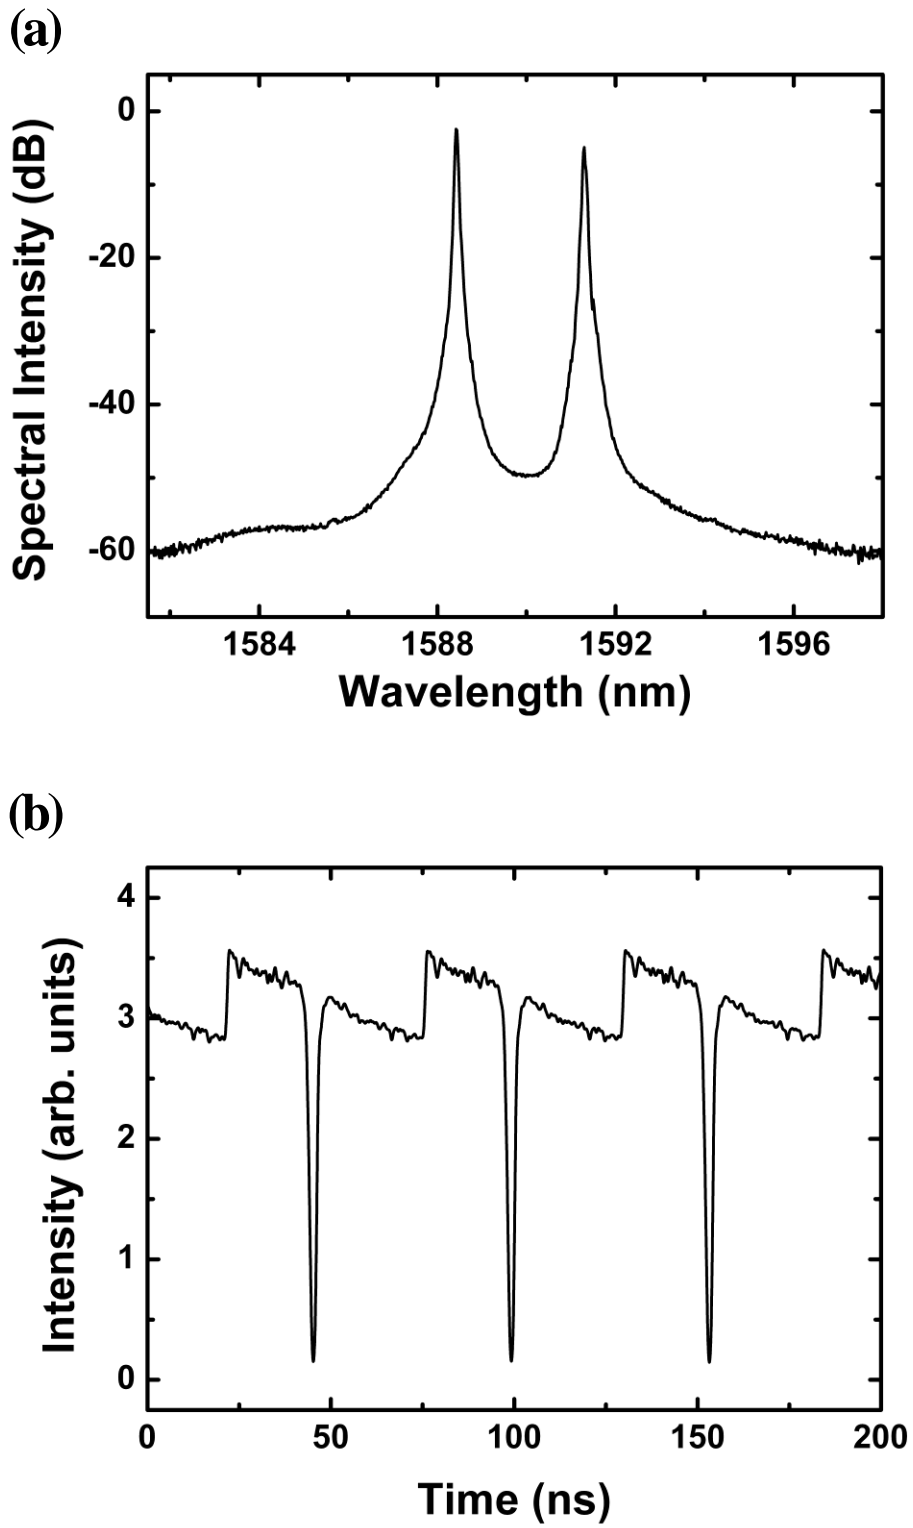 (a)
Spectral Intensity (dB)
0
-20
-40
-60
1584 1588 1592 1596
Wavelength (nm)
(b)
Intensity (arb. units)
4
3
2
1
0
0 50 100 150 200
Time (ns)